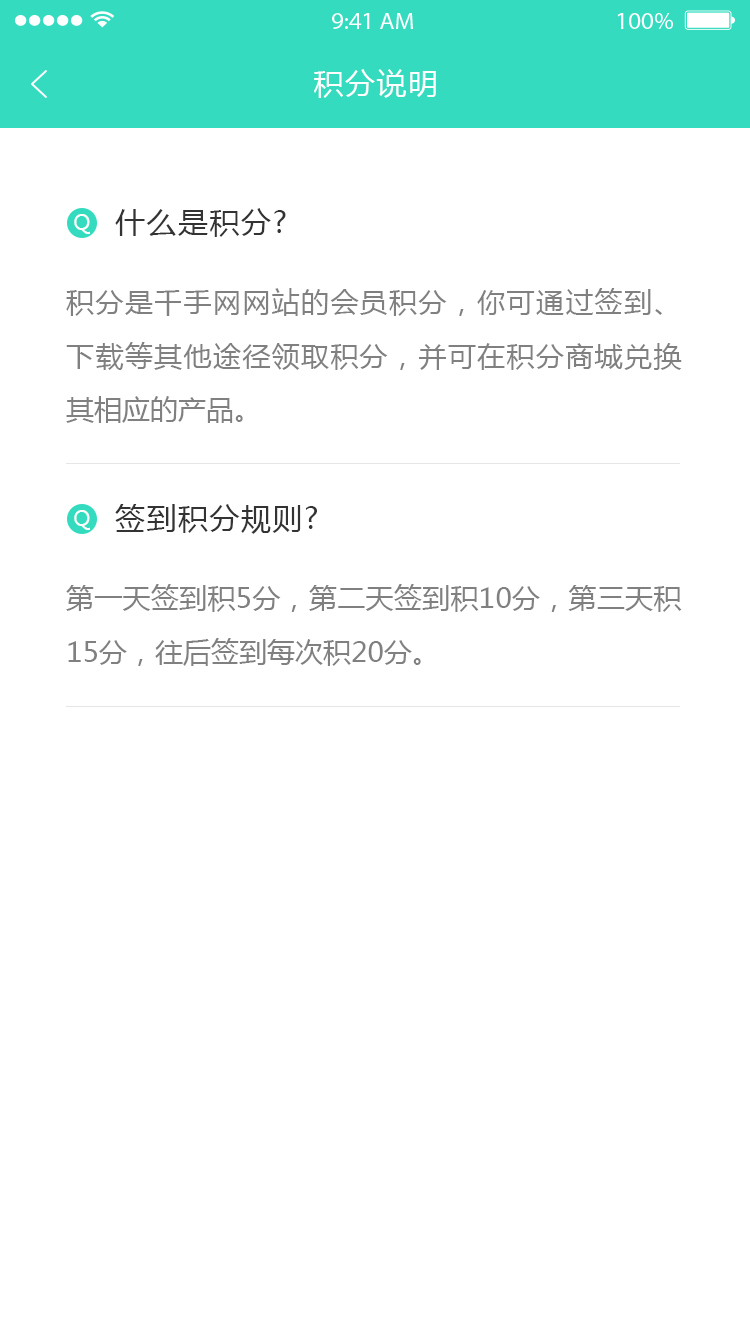 9:41 AM
100%
积分说明
Q 什么是积分?
积分是千手网网站的会员积分，你可通过签到、
下载等其他途径领取积分，并可在积分商城兑换
其相应的产品。
Q 签到积分规则?
第一天签到积5分，第二天签到积10分，第三天积
15分，往后签到每次积20分。